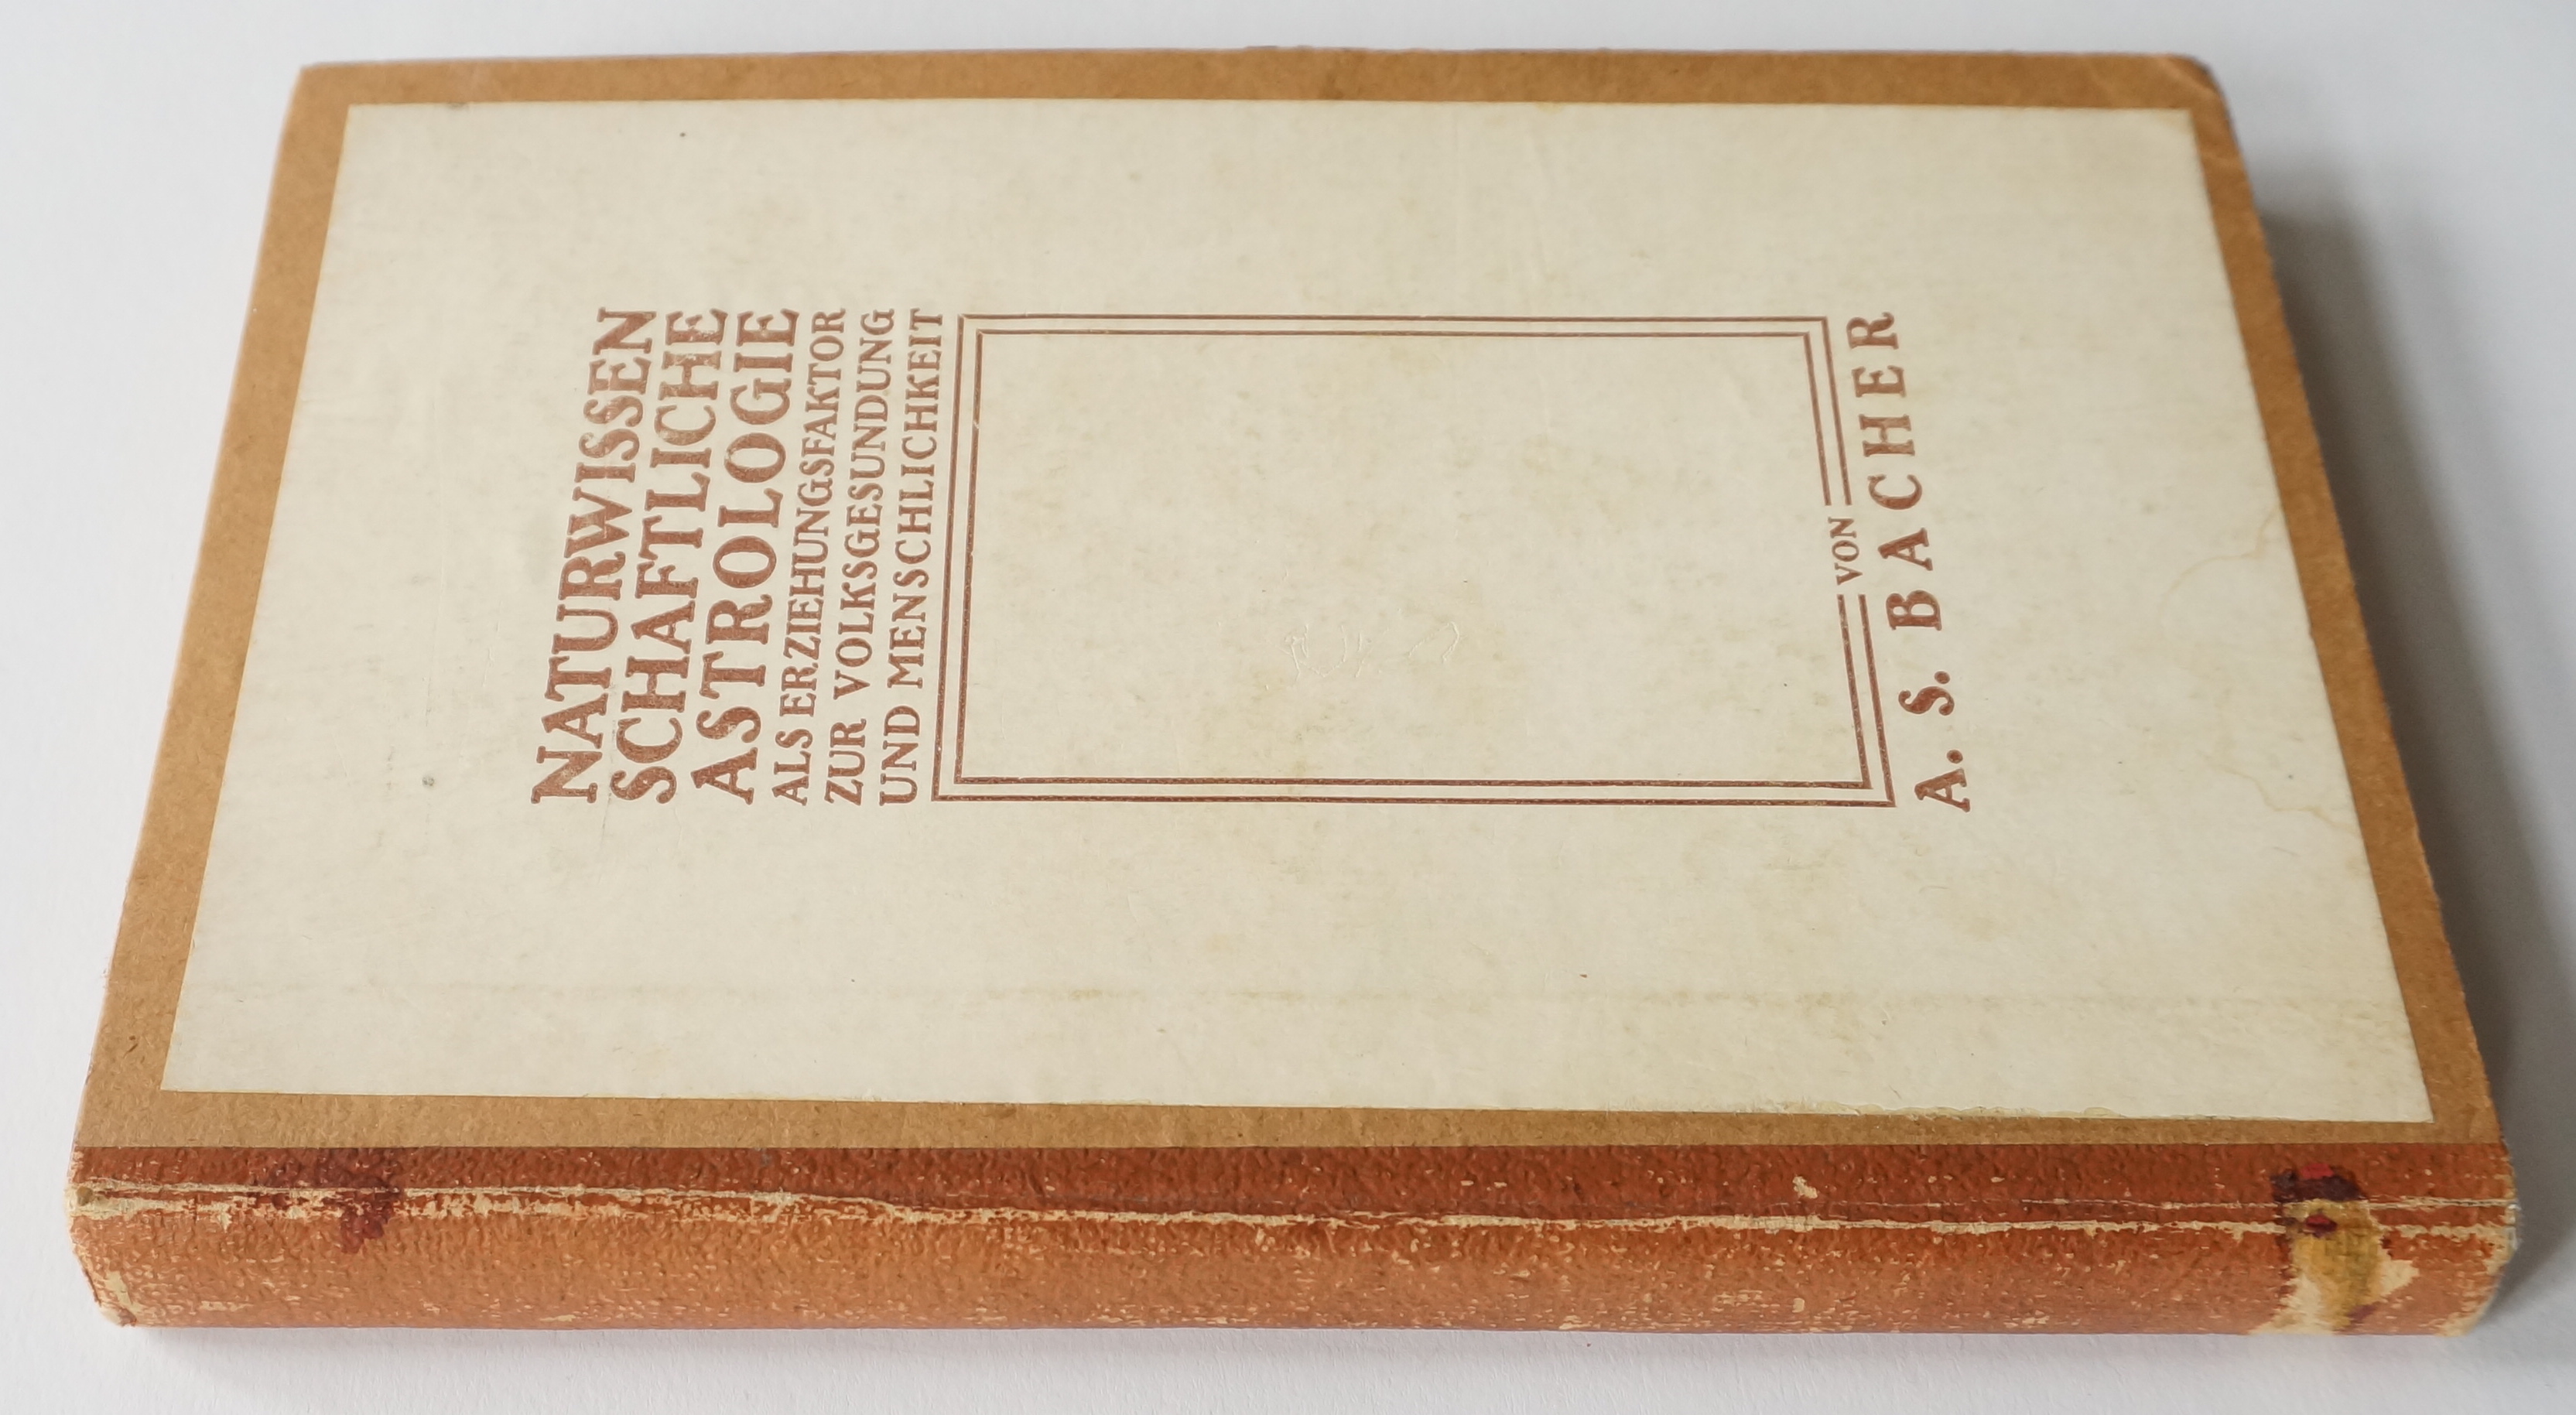 NATURWISSEN
SCHAFTLICHE
ASTROLOGIE
ALS ERZIEHUNGSFAKTOR
ZUR VOLKSGESUNDUNG
UND MENSCHLICHKEIT
VON
A. S. BACHER